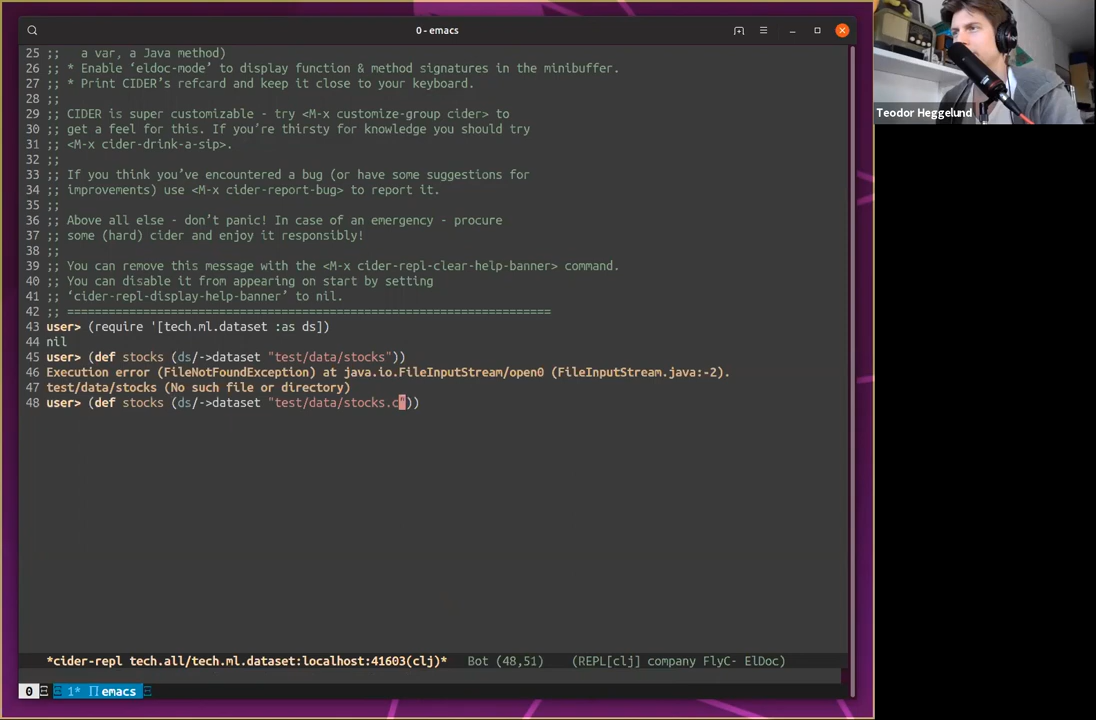 0 - emacs
25 ;;   a var, a Java method)
26 ;; * Enable ‘eldoc-mode’ to display function & method signatures in the minibuffer.
27 ;; * Print CIDER’s refcard and keep it close to your keyboard.
28 ;;
29 ;; CIDER is super customizable - try <M-x customize-group cider> to
30 ;; get a feel for this. If you’re thirsty for knowledge you should try
31 ;; <M-x cider-drink-a-sip>.
32 ;;
33 ;; If you think you’ve encountered a bug (or have some suggestions for
34 ;; improvements) use <M-x cider-report-bug> to report it.
35 ;;
36 ;; Above all else - don’t panic! In case of an emergency - procure
37 ;; some (hard) cider and enjoy it responsibly!
38 ;;
39 ;; You can remove this message with the <M-x cider-repl-clear-help-banner> command.
40 ;; You can disable it from appearing on start by setting
41 ;; ‘cider-repl-display-help-banner’ to nil.
42 ;; ======================================================================
43 user> (require '[tech.ml.dataset :as ds])
44 nil
45 user> (def stocks (ds/->dataset "test/data/stocks"))
46 Execution error (FileNotFoundException) at java.io.FileInputStream/open0 (FileInputStream.java:-2).
47 test/data/stocks (No such file or directory)
48 user> (def stocks (ds/->dataset "test/data/stocks.c"))
*cider-repl tech.all/tech.ml.dataset:localhost:41603(clj)*   Bot (48,51)    (REPL[clj] company FlyC- ElDoc)
0 1* emacs
Teodor Heggelund